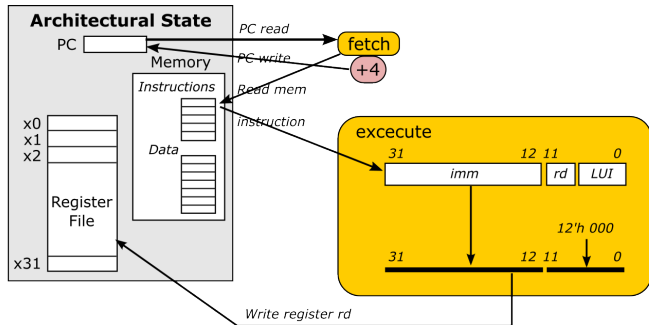 Architectural State
PC
PC read
fetch
PC write
+4
Memory
Instructions
Read mem
instruction
Data
x0
x1
x2
Register
File
x31
excecute
31 12 11 0
imm rd LUI
12'h 000
31 12 11 0
Write register rd